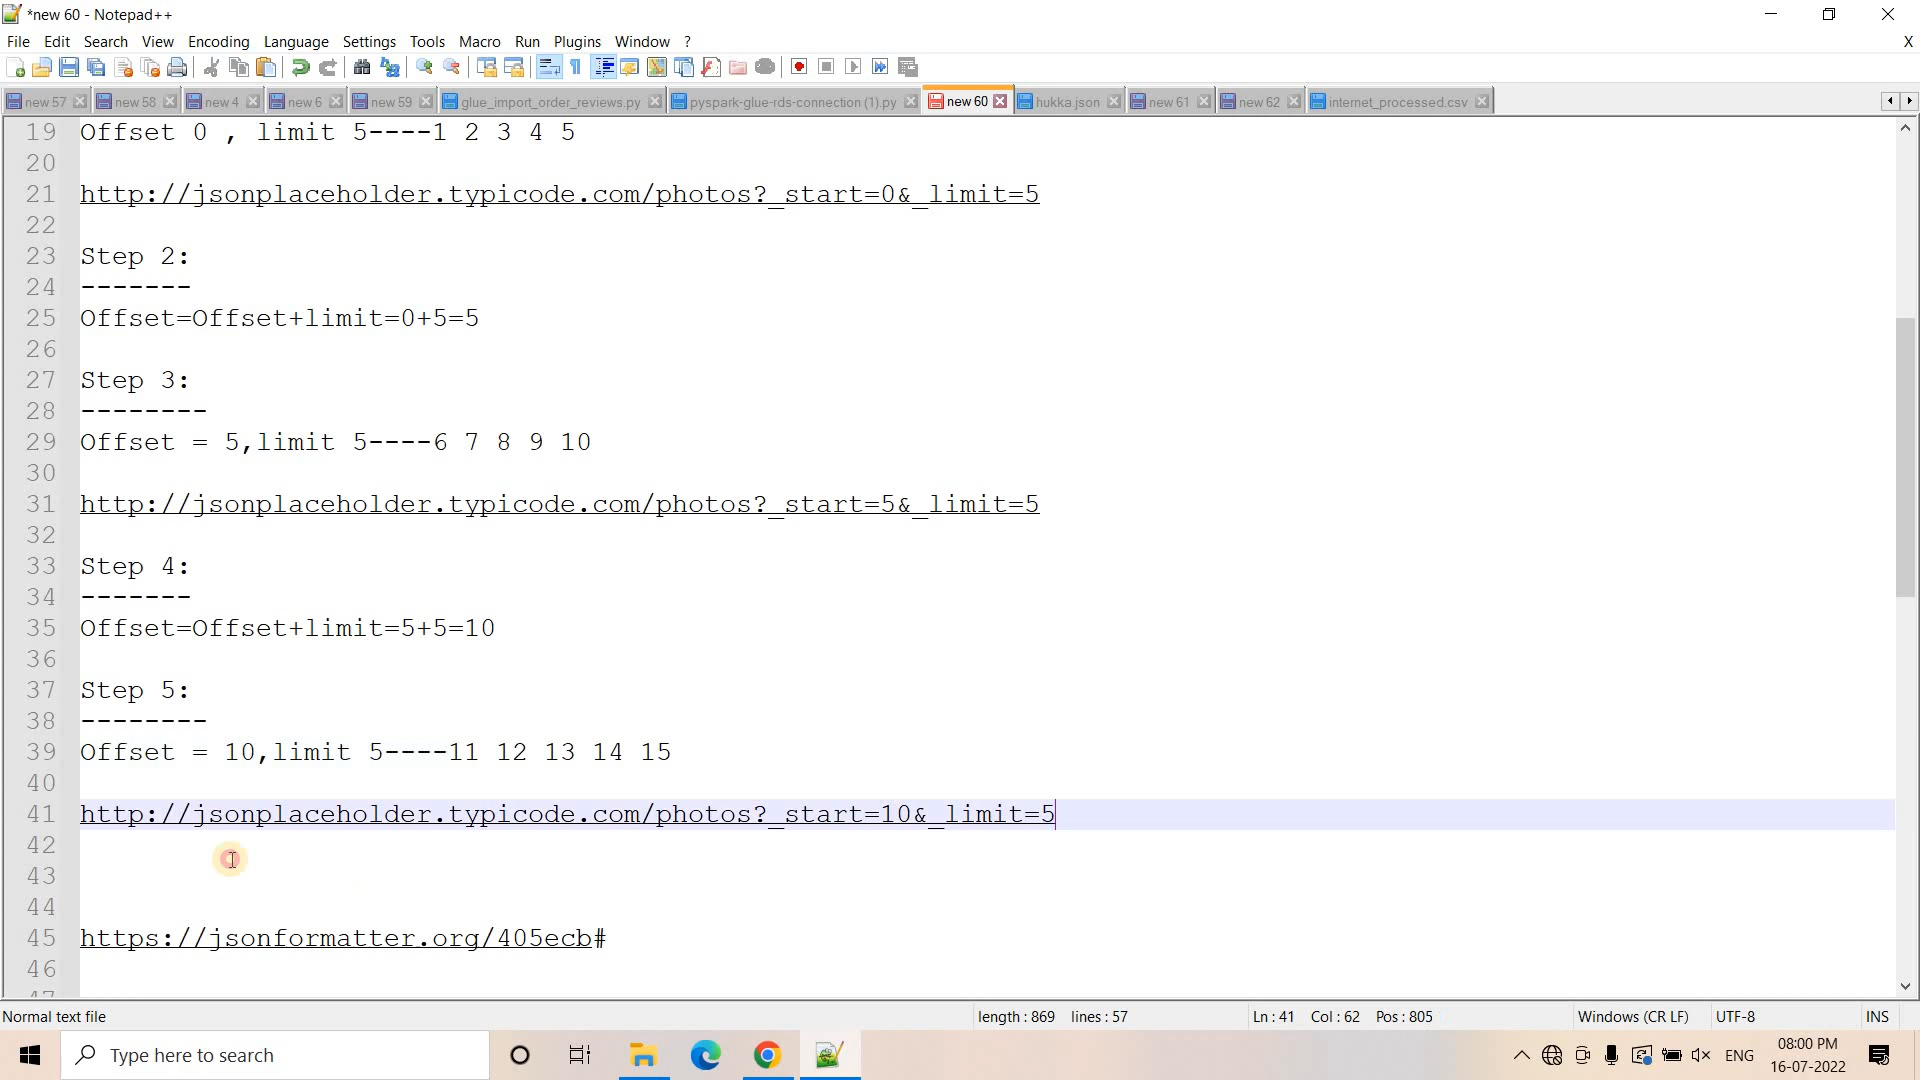 *new 60 - Notepad++
File Edit Search View Encoding Language Settings Tools Macro Run Plugins Window ? X
new 57 new 58 new 4 new 6 new 59 glue_import_order_reviews.py pyspark-glue-rds-connection (1).py new 60 hukka.json new 61 new 62 internet_processed.csv
19 Offset 0 , limit 5----1 2 3 4 5
20
21 http://jsonplaceholder.typicode.com/photos?_start=0&_limit=5
22
23 Step 2:
24 -------
25 Offset=Offset+limit=0+5=5
26
27 Step 3:
28 --------
29 Offset = 5,limit 5----6 7 8 9 10
30
31 http://jsonplaceholder.typicode.com/photos?_start=5&_limit=5
32
33 Step 4:
34 -------
35 Offset=Offset+limit=5+5=10
36
37 Step 5:
38 --------
39 Offset = 10,limit 5----11 12 13 14 15
40
41 http://jsonplaceholder.typicode.com/photos?_start=10&_limit=5
42
43
44
45 https://jsonformatter.org/405ecb#
46
47
Normal text file length : 869 lines : 57 Ln : 41 Col : 62 Pos : 805 Windows (CR LF) UTF-8 INS
Type here to search ENG 08:00 PM
16-07-2022